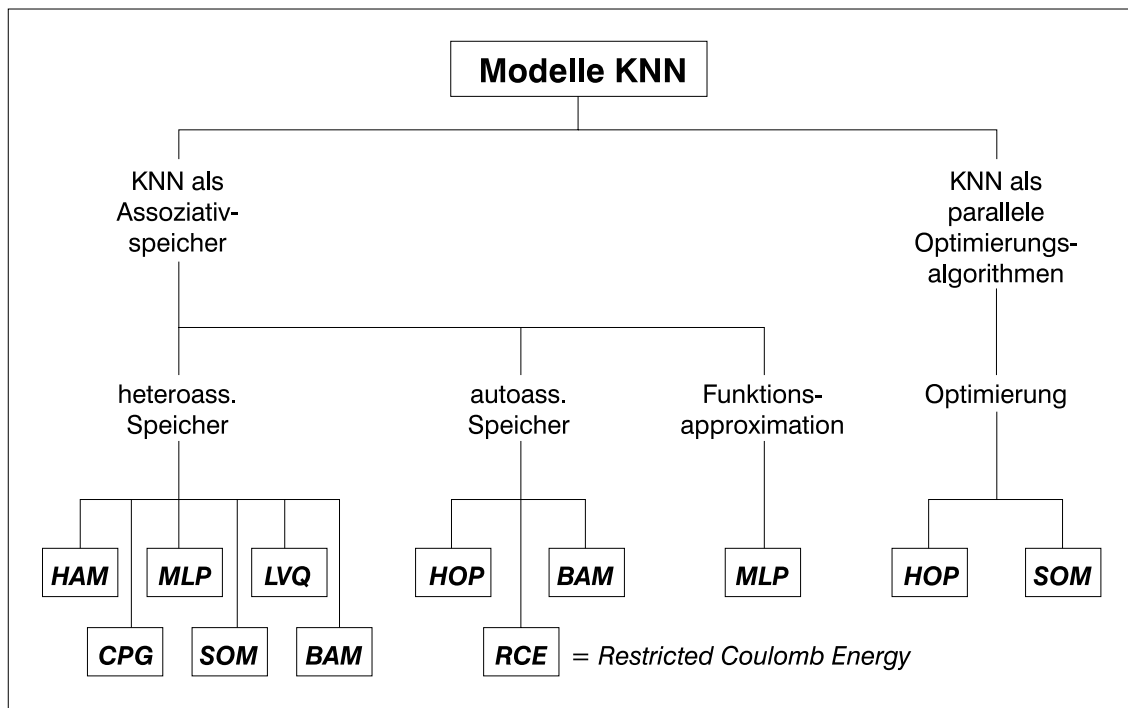 Modelle KNN
KNN als
Assoziativ-
speicher
KNN als
parallele
Optimierungs-
algorithmen
heteroass.
Speicher
autoass.
Speicher
Funktions-
approximation
Optimierung
HAM
MLP
LVQ
HOP
BAM
MLP
HOP
SOM
CPG
SOM
BAM
RCE = Restricted Coulomb Energy